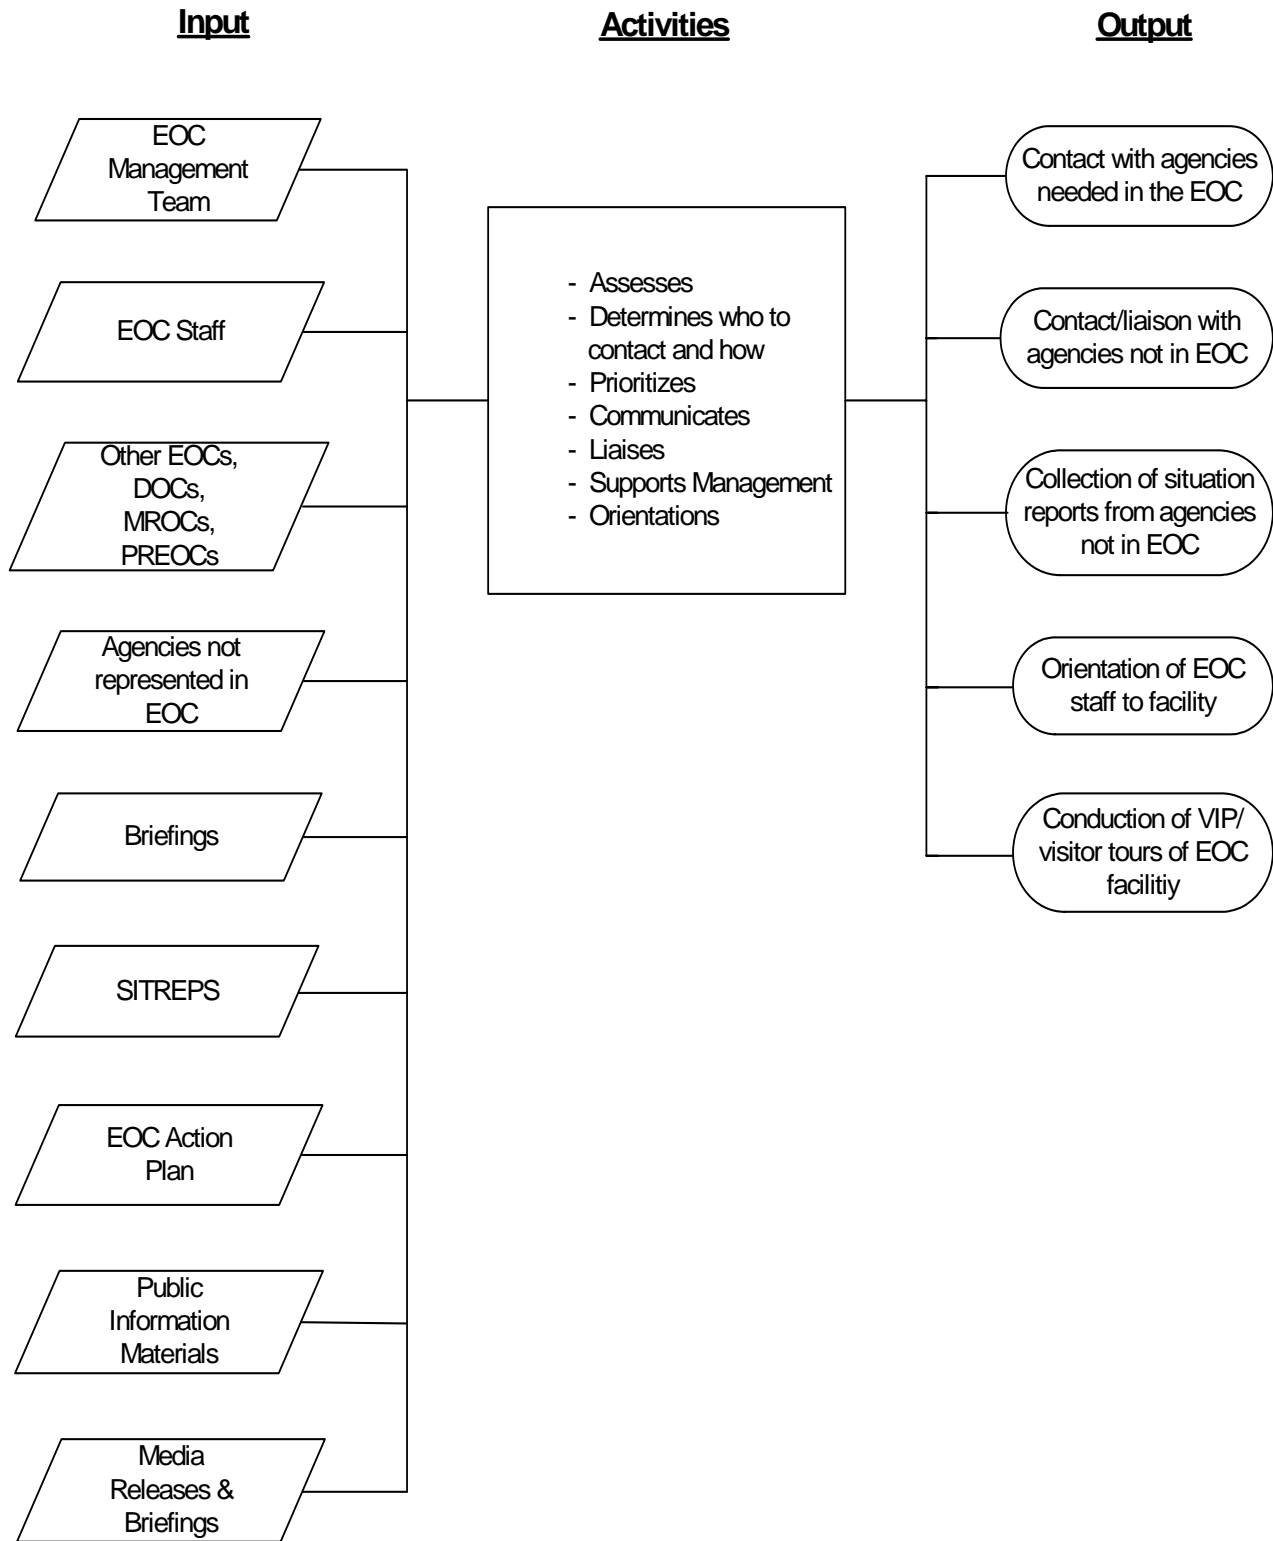 Input
Activities
Output
EOC
Management
Team
EOC Staff
Other EOCs,
DOCs,
MROCs,
PREOCs
Agencies not
represented in
EOC
Briefings
SITREPS
EOC Action
Plan
Public
Information
Materials
Media
Releases &
Briefings
- Assesses
- Determines who to
contact and how
- Prioritizes
- Communicates
- Liaises
- Supports Management
- Orientations
Contact with agencies
needed in the EOC
Contact/liaison with
agencies not in EOC
Collection of situation
reports from agencies
not in EOC
Orientation of EOC
staff to facility
Conduction of VIP/
visitor tours of EOC
facilitiy